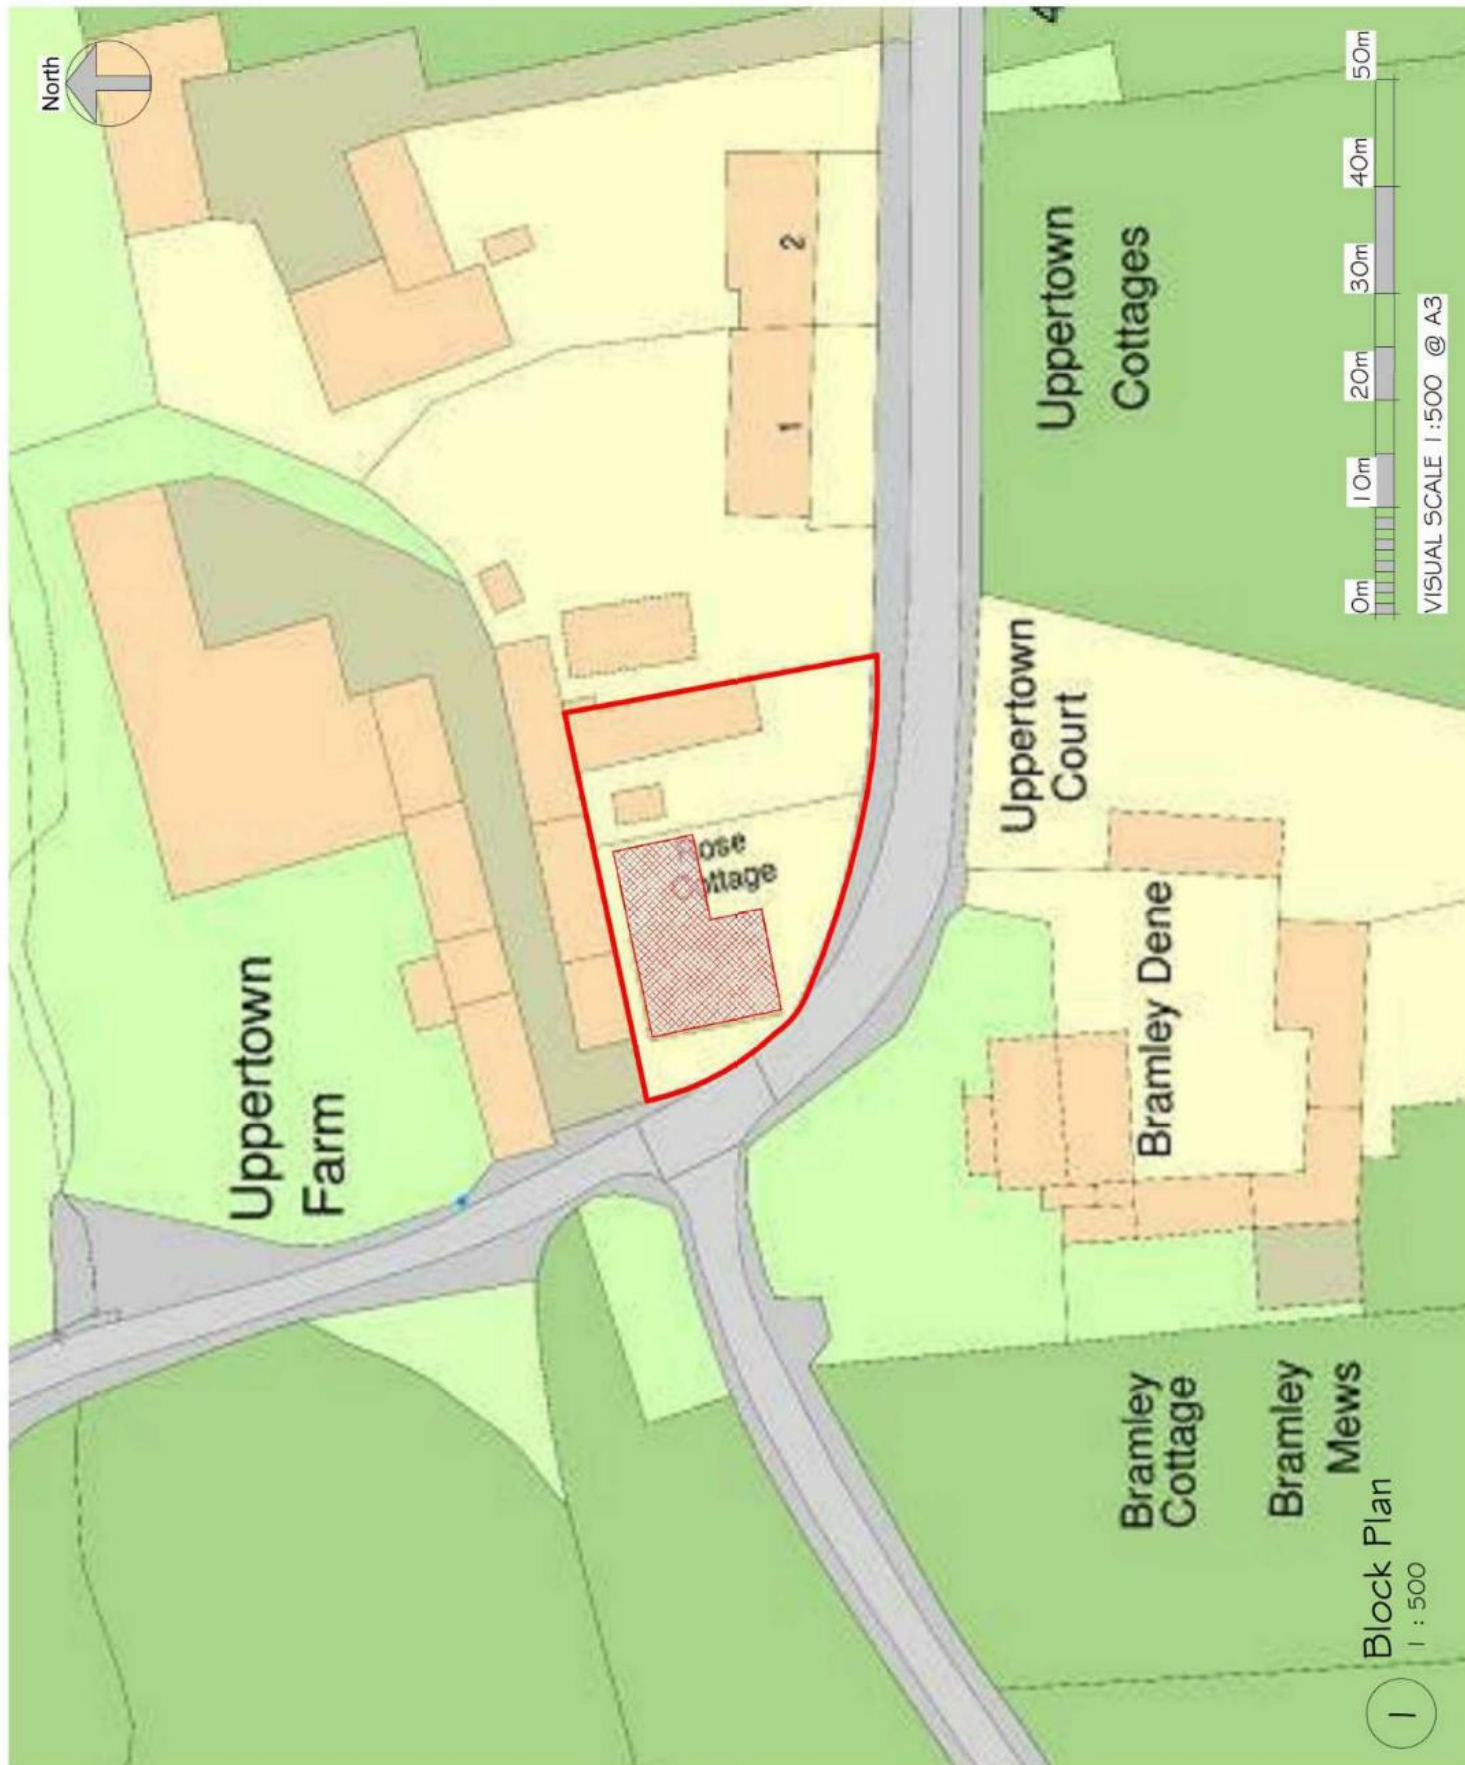 North
Uppertown
Farm
ose
Cottage
1
2
Uppertown
Cottages
Uppertown
Court
Bramley Dene
Bramley
Cottage
Bramley
Mews
1
Block Plan
1 : 500
0m 10m 20m 30m 40m 50m
VISUAL SCALE 1:500 @ A3